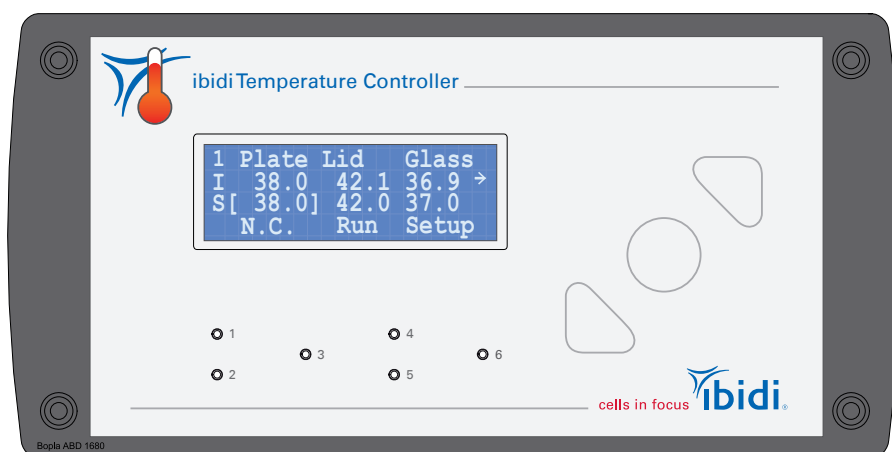 ibidi Temperature Controller
1 Plate Lid Glass
I 38.0 42.1 36.9 →
S[ 38.0] 42.0 37.0
N.C. Run Setup
1
4
3
6
2
5
cells in focus ibidi®
Bopla ABD 1680